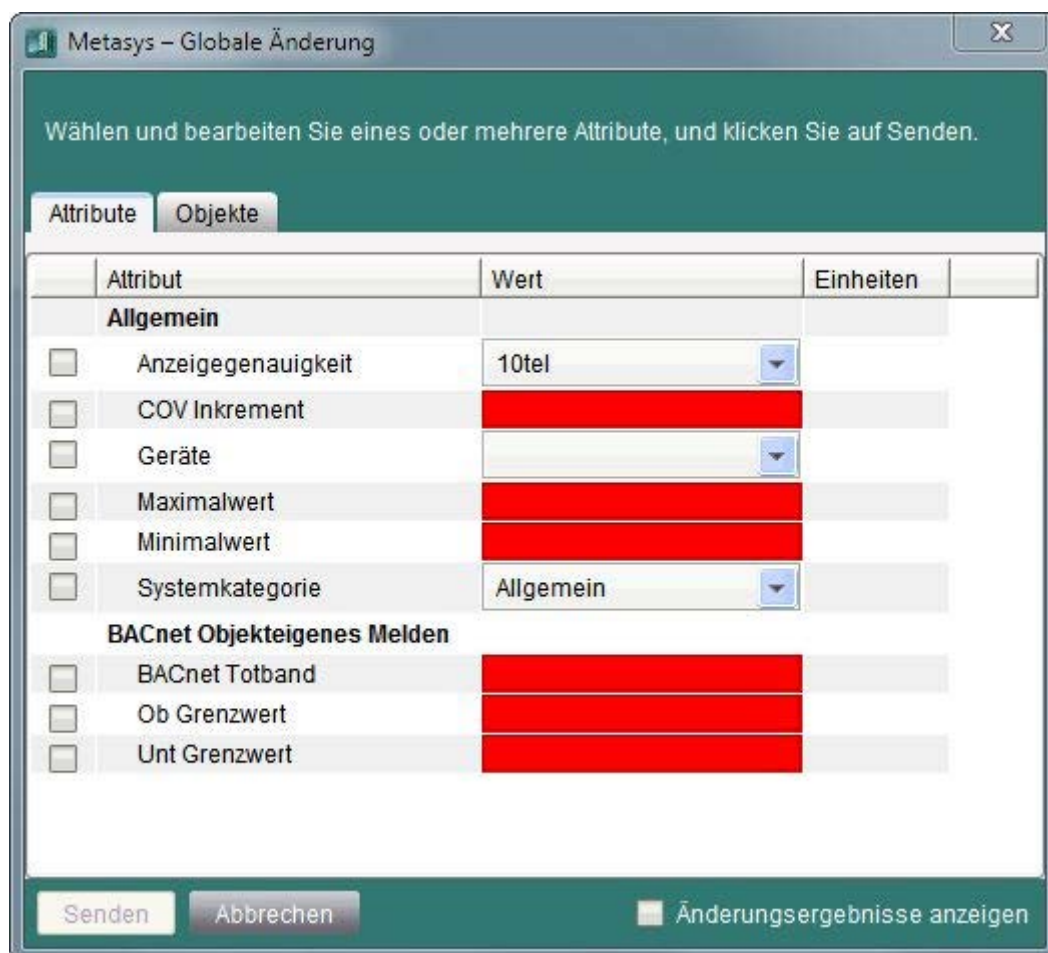 Metasys – Globale Änderung
Wählen und bearbeiten Sie eines oder mehrere Attribute, und klicken Sie auf Senden.
Attribute Objekte
Attribut Wert Einheiten
Allgemein
Anzeigegenauigkeit 10tel
COV Inkrement
Geräte
Maximalwert
Minimalwert
Systemkategorie Allgemein
BACnet Objekteigenes Melden
BACnet Totband
Ob Grenzwert
Unt Grenzwert
Senden Abbrechen Änderungsergebnisse anzeigen